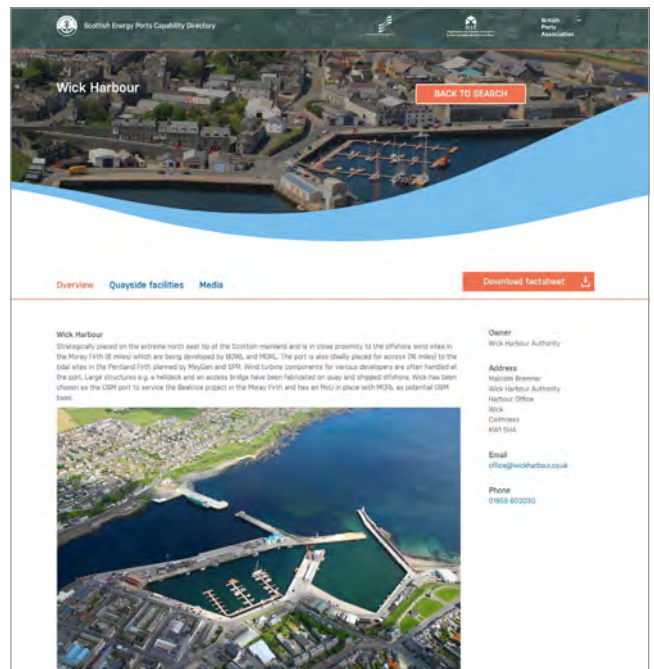 Scottish Energy Ports Capability Directory
British
Ports
Association
Wick Harbour
BACK TO SEARCH
Overview Quayside facilities Media
Download factsheet
Wick Harbour
Strategically placed on the extreme north east tip of the Scottish mainland and is in close proximity to the offshore wind sites in
the Moray Firth (8 miles) which are being developed by BOWL and MORL. The port is also ideally placed for access (16 miles) to the
tidal sites in the Pentland Firth planned by MeyGen and SPR. Wind turbine components for various developers are often handled at
the port. Large structures e.g. a helideck and an access bridge have been fabricated on quay and shipped offshore. Wick has been
chosen as the O&M port to service the Beatrice project in the Moray Firth and has an MoU in place with MORL as potential O&M
base.
Owner
Wick Harbour Authority
Address
Malcolm Bremner
Wick Harbour Authority
Harbour Office
Wick
Caithness
KW1 5HA
Email
office@wickharbour.co.uk
Phone
01955 602030